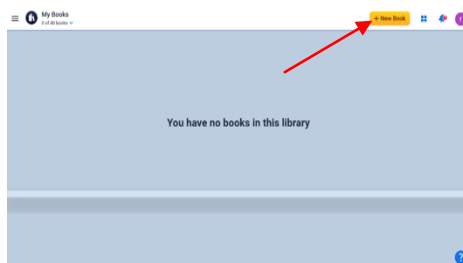 My Books
0 of 40 books
+ New Book
You have no books in this library
?